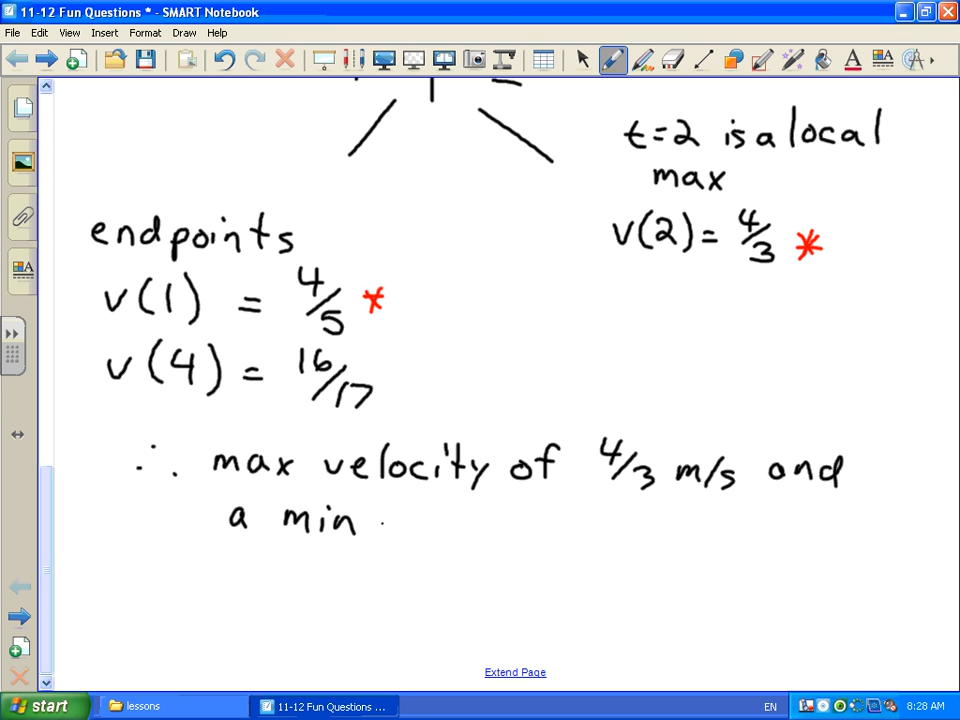 11-12 Fun Questions * - SMART Notebook
File Edit View Insert Format Draw Help
t=2 is a local
max
v(2) = 4/3 *
endpoints
v(1) = 4/5 *
v(4) = 16/17
∴ max velocity of 4/3 m/s and
a min
Extend Page
start lessons 11-12 Fun Questions ... EN 8:28 AM